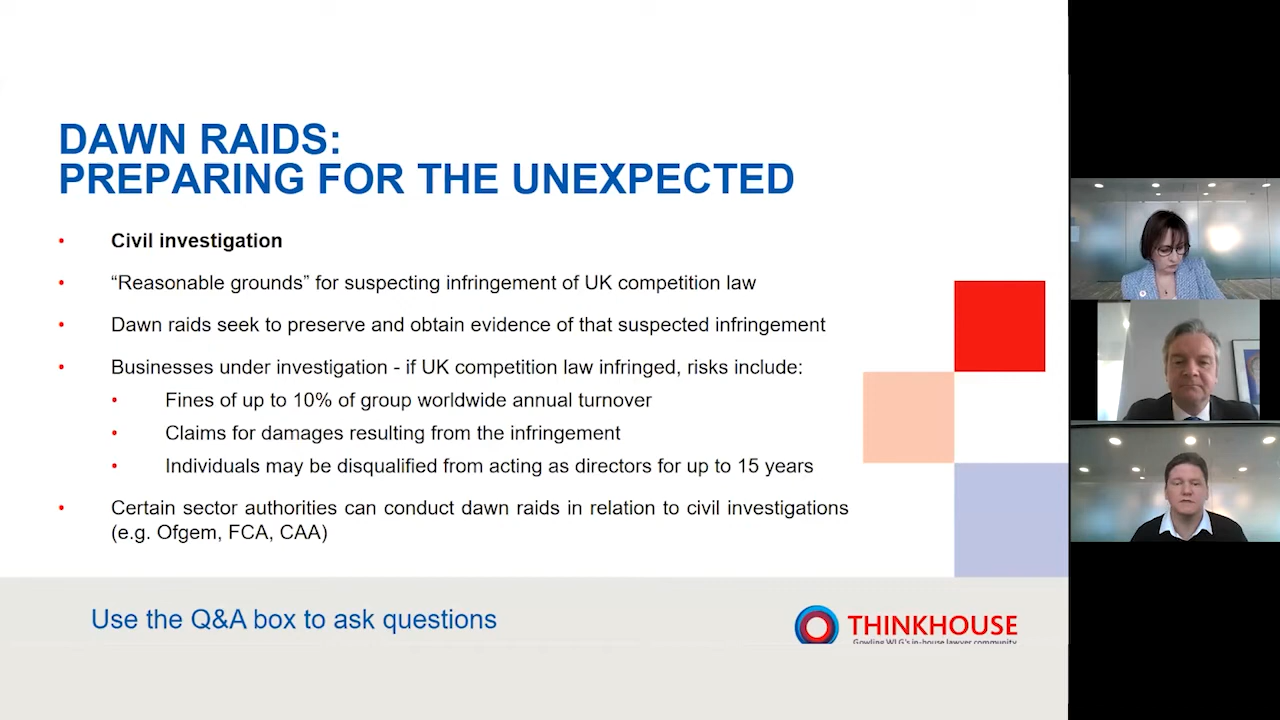 DAWN RAIDS:
PREPARING FOR THE UNEXPECTED
• Civil investigation
• “Reasonable grounds” for suspecting infringement of UK competition law
• Dawn raids seek to preserve and obtain evidence of that suspected infringement
• Businesses under investigation - if UK competition law infringed, risks include:
• Fines of up to 10% of group worldwide annual turnover
• Claims for damages resulting from the infringement
• Individuals may be disqualified from acting as directors for up to 15 years
• Certain sector authorities can conduct dawn raids in relation to civil investigations
(e.g. Ofgem, FCA, CAA)
Use the Q&A box to ask questions
THINKHOUSE
Gowling WLG's in-house lawyer community